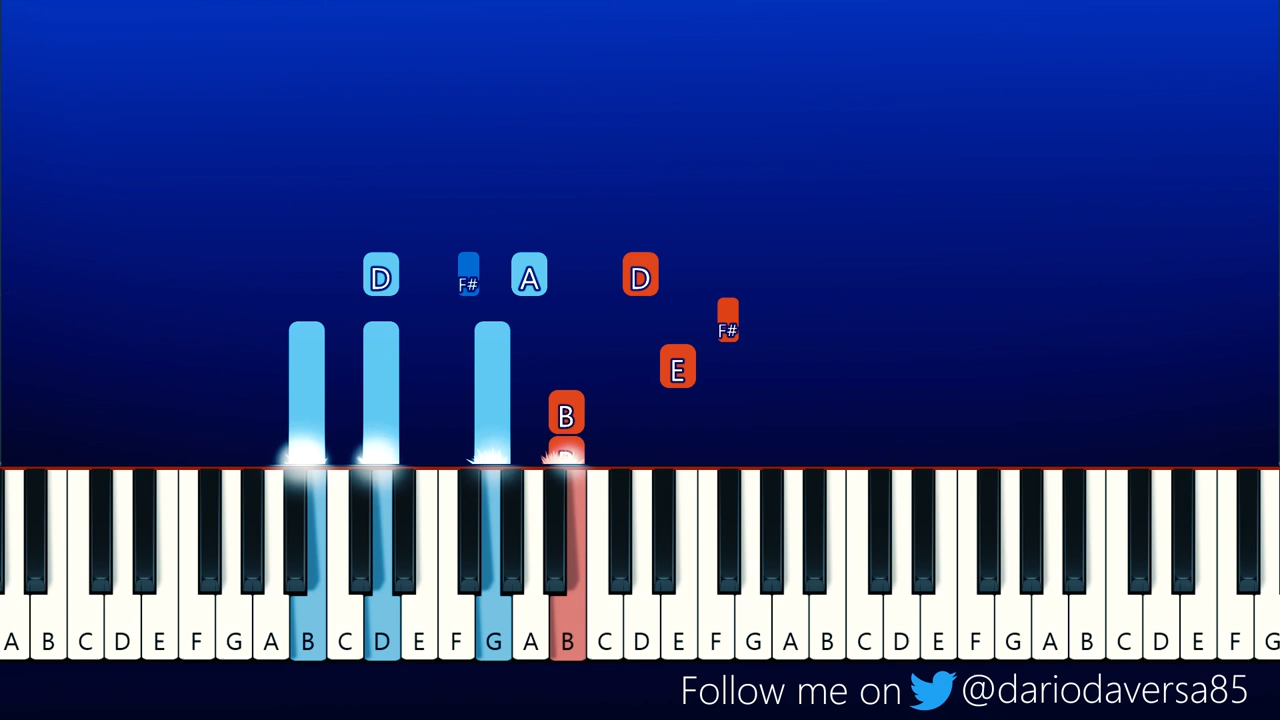 D F# A D
F#
E
B
A B C D E F G A B C D E F G A B C D E F G A B C D E F G A B C D E F G
Follow me on @dariodaversa85